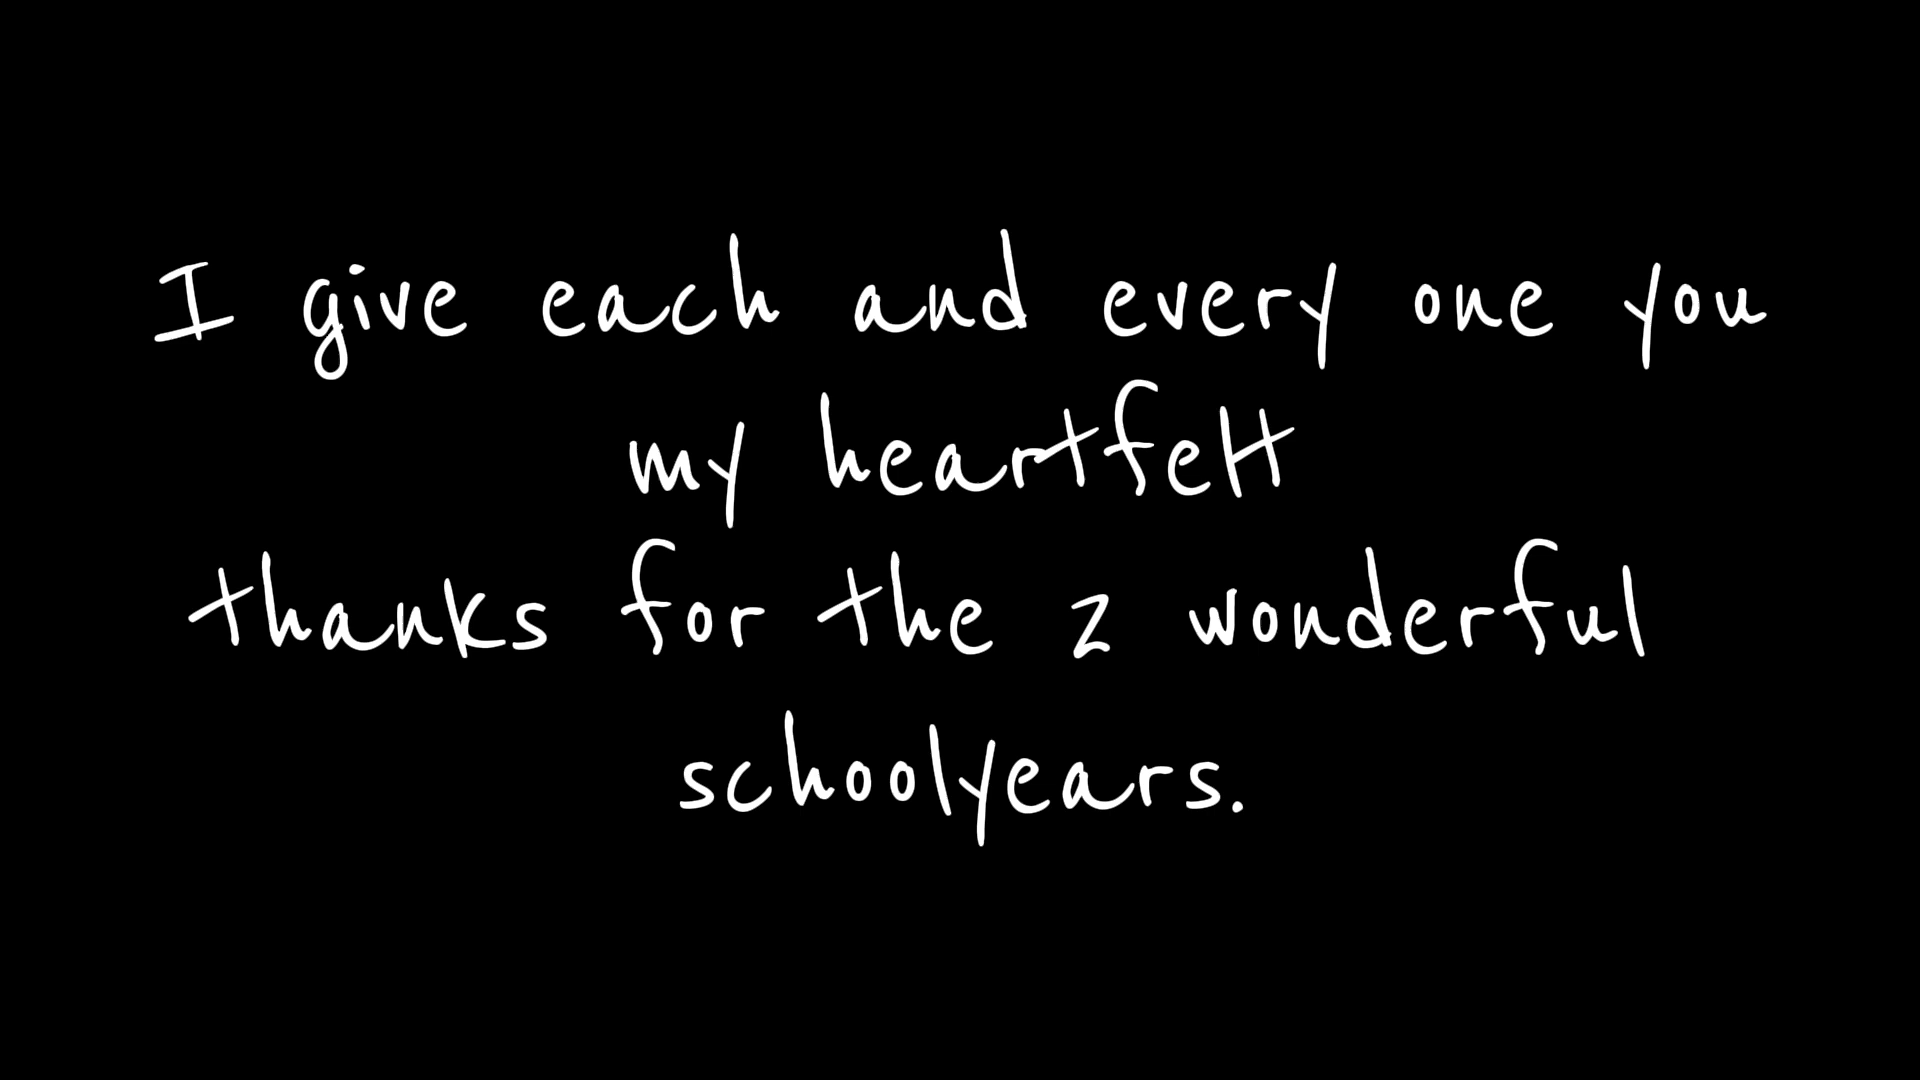 I give each and every one you
my heartfelt
thanks for the 2 wonderful
schoolyears.